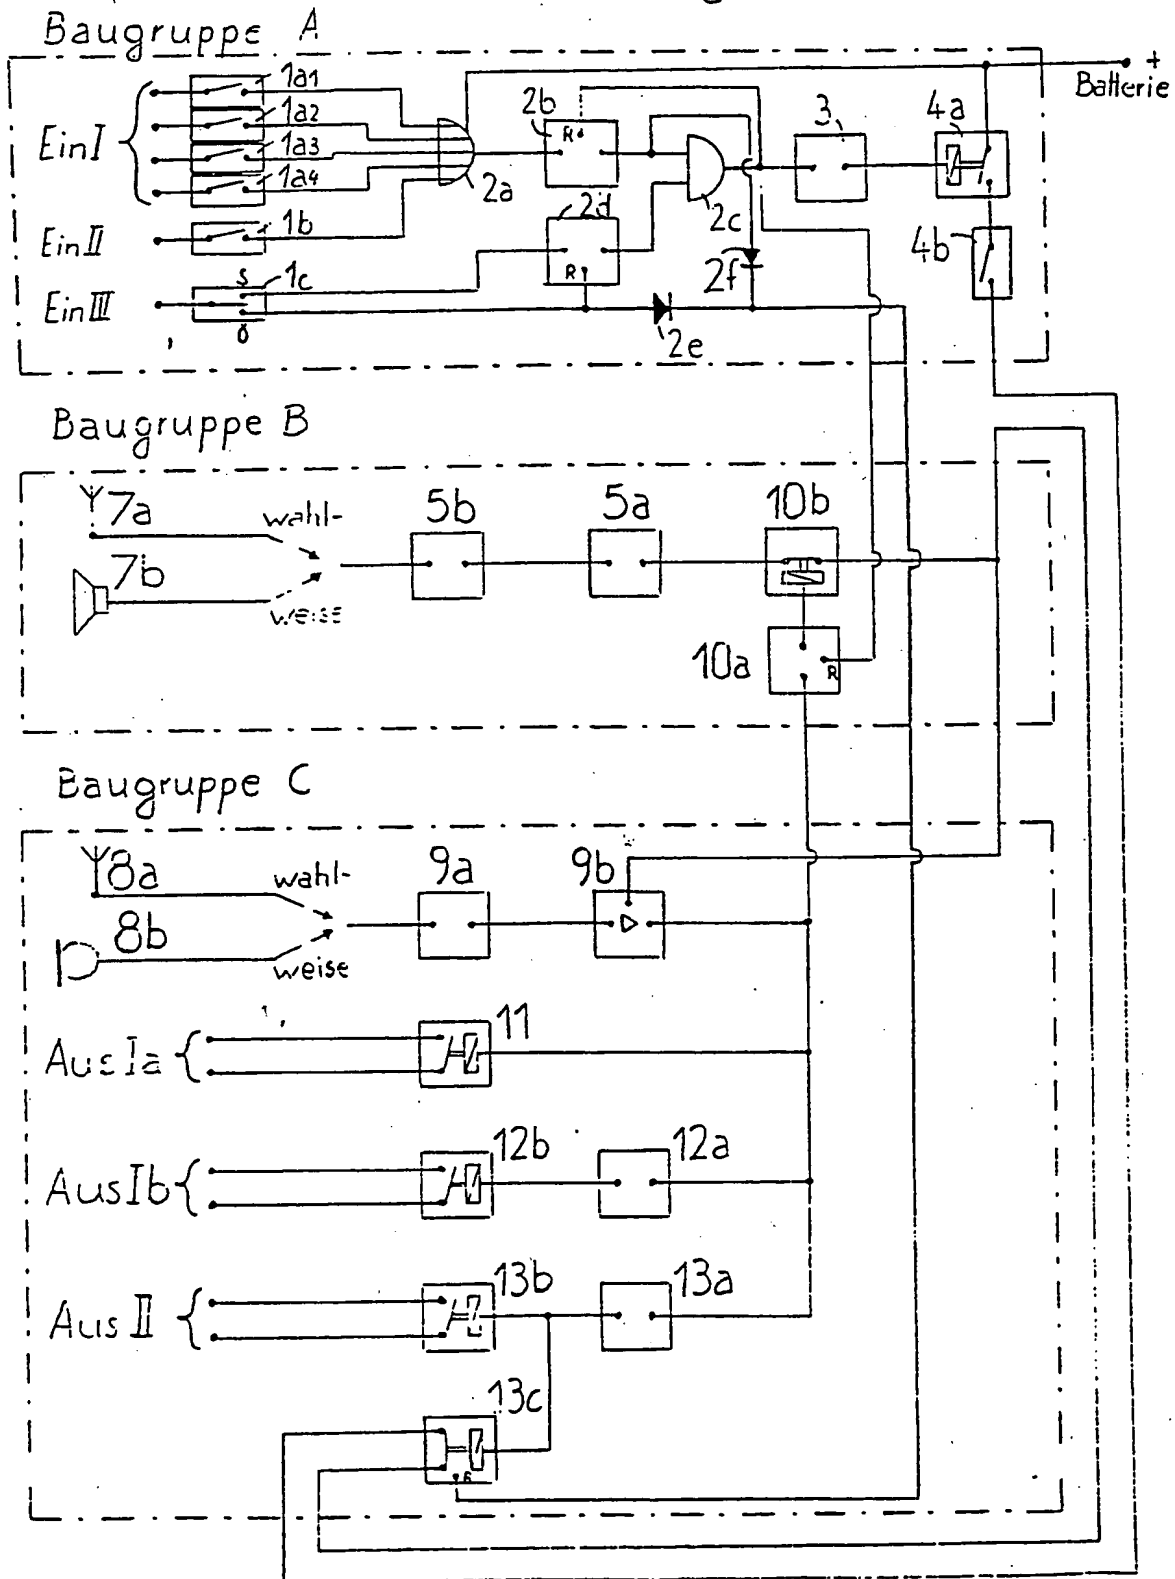 Baugruppe A
+
Batterie
Ein I
1a1
1a2
1a3
1a4
Ein II
1b
Ein III
S
1c
Ö
2a
2b
R
2c
2d
R
2e
2f
3
4a
4b
Baugruppe B
7a
7b
wahl-
weise
5b
5a
10b
10a
R
Baugruppe C
8a
8b
wahl-
weise
9a
9b
Aus Ia
11
Aus Ib
12b
12a
Aus II
13b
13a
13c
R